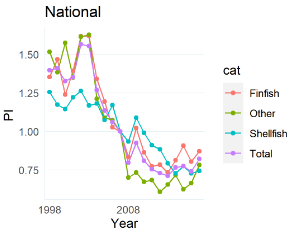 National
PI
1.50
1.25
1.00
0.75
1998
2008
Year
cat
Finfish
Other
Shellfish
Total